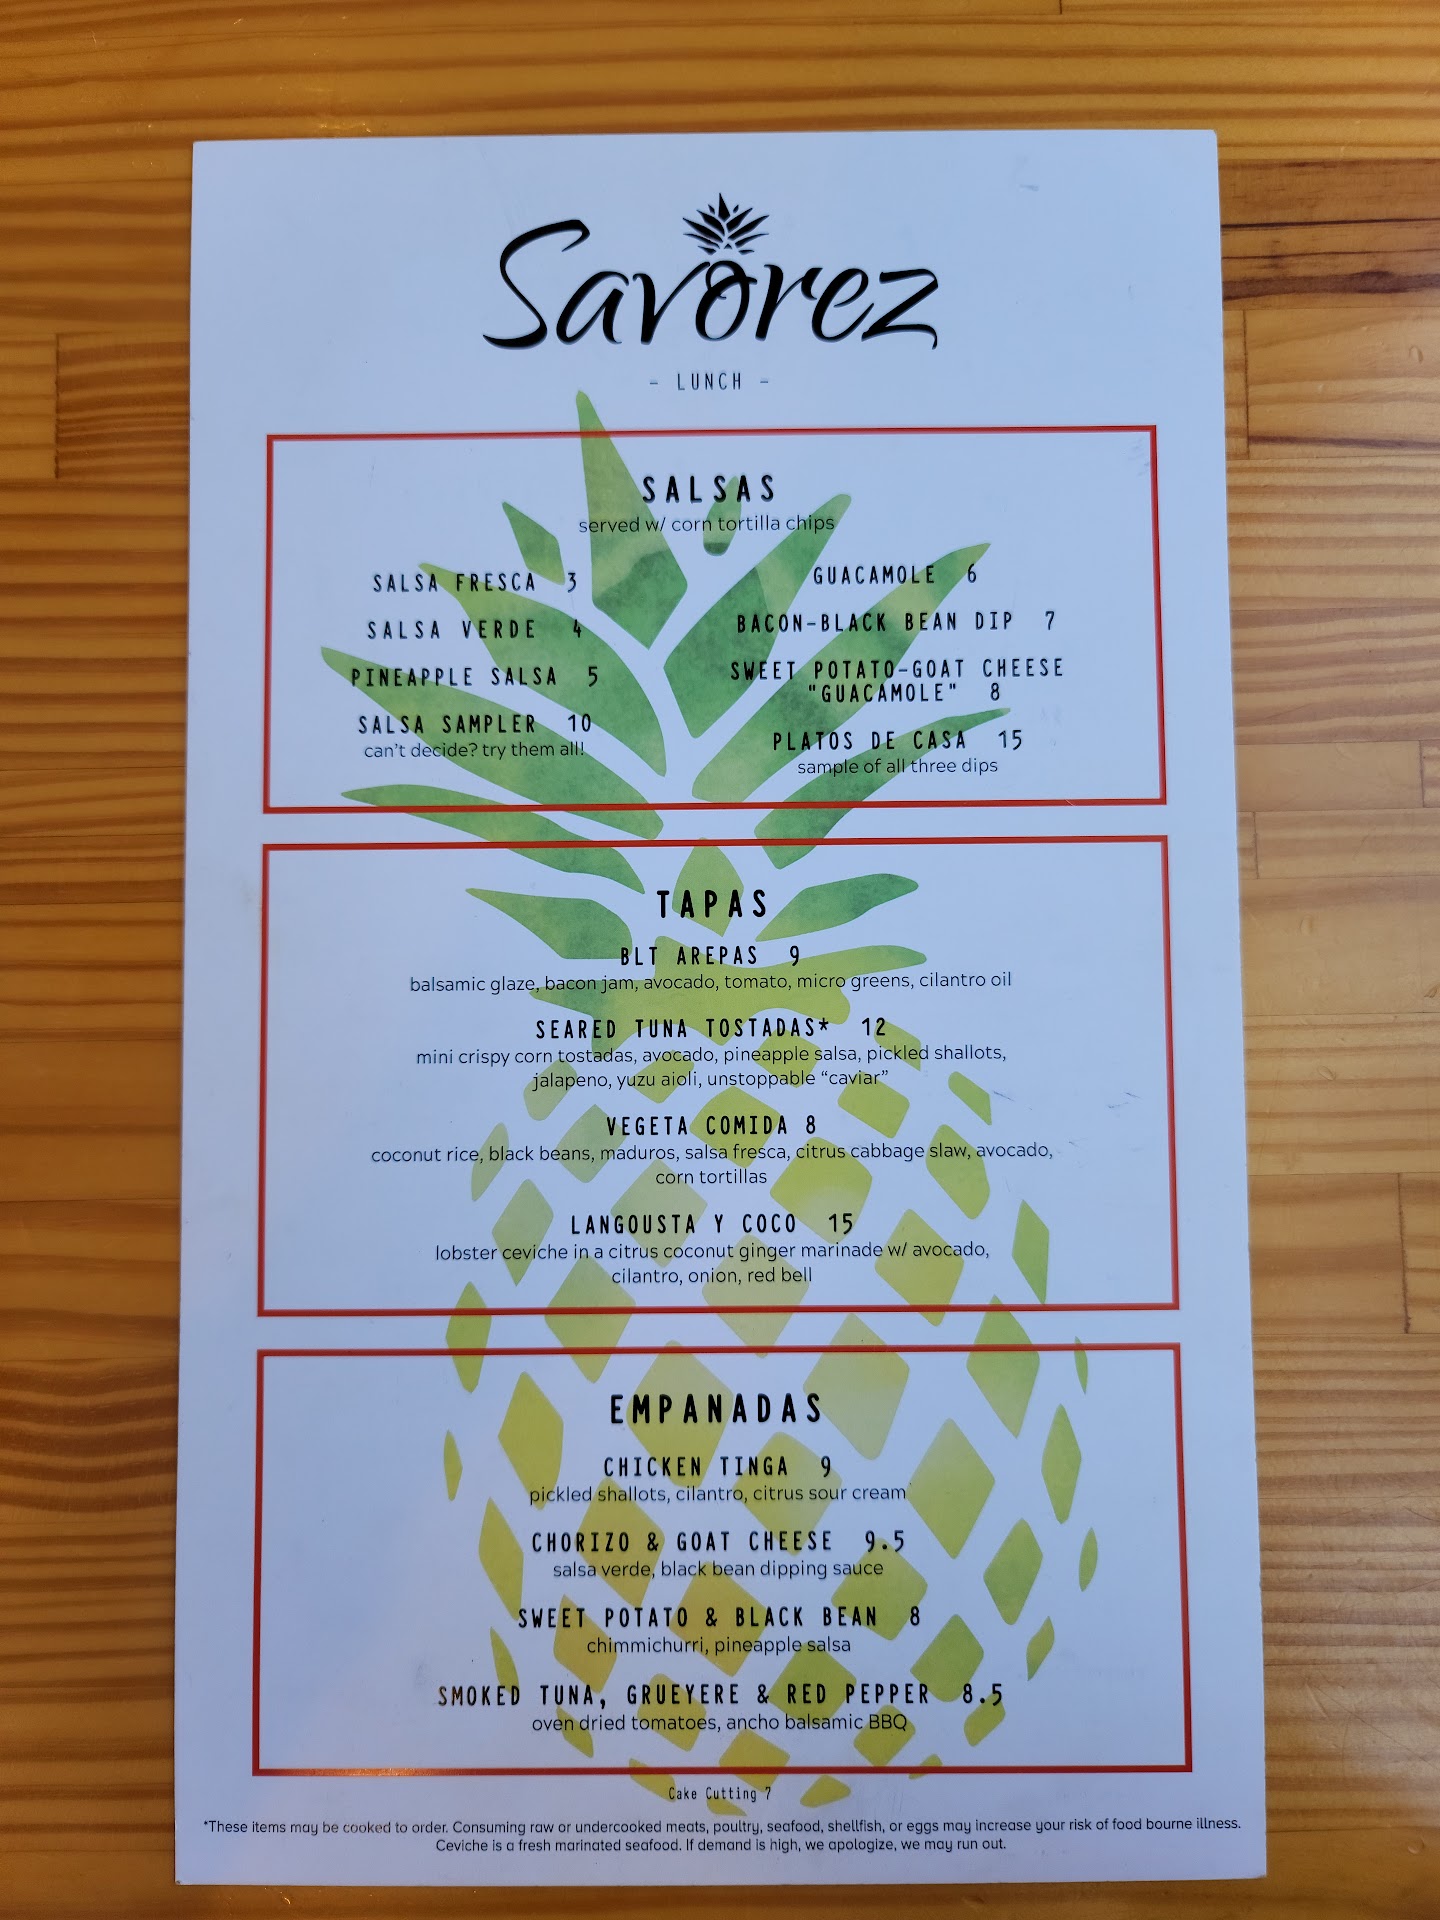 Savorez
- LUNCH -
SALSAS
served w/ corn tortilla chips
SALSA FRESCA 3
SALSA VERDE 4
PINEAPPLE SALSA 5
SALSA SAMPLER 10
can't decide? try them all!
GUACAMOLE 6
BACON-BLACK BEAN DIP 7
SWEET POTATO-GOAT CHEESE
"GUACAMOLE" 8
PLATOS DE CASA 15
sample of all three dips
TAPAS
BLT AREPAS 9
balsamic glaze, bacon jam, avocado, tomato, micro greens, cilantro oil
SEARED TUNA TOSTADAS* 12
mini crispy corn tostadas, avocado, pineapple salsa, pickled shallots,
jalapeno, yuzu aioli, unstoppable “caviar”
VEGETA COMIDA 8
coconut rice, black beans, maduros, salsa fresca, citrus cabbage slaw, avocado,
corn tortillas
LANGOUSTA Y COCO 15
lobster ceviche in a citrus coconut ginger marinade w/ avocado,
cilantro, onion, red bell
EMPANADAS
CHICKEN TINGA 9
pickled shallots, cilantro, citrus sour cream
CHORIZO & GOAT CHEESE 9.5
salsa verde, black bean dipping sauce
SWEET POTATO & BLACK BEAN 8
chimmichurri, pineapple salsa
SMOKED TUNA, GRUEYERE & RED PEPPER 8.5
oven dried tomatoes, ancho balsamic BBQ
Cake Cutting 7
*These items may be cooked to order. Consuming raw or undercooked meats, poultry, seafood, shellfish, or eggs may increase your risk of food bourne illness.
Ceviche is a fresh marinated seafood. If demand is high, we apologize, we may run out.